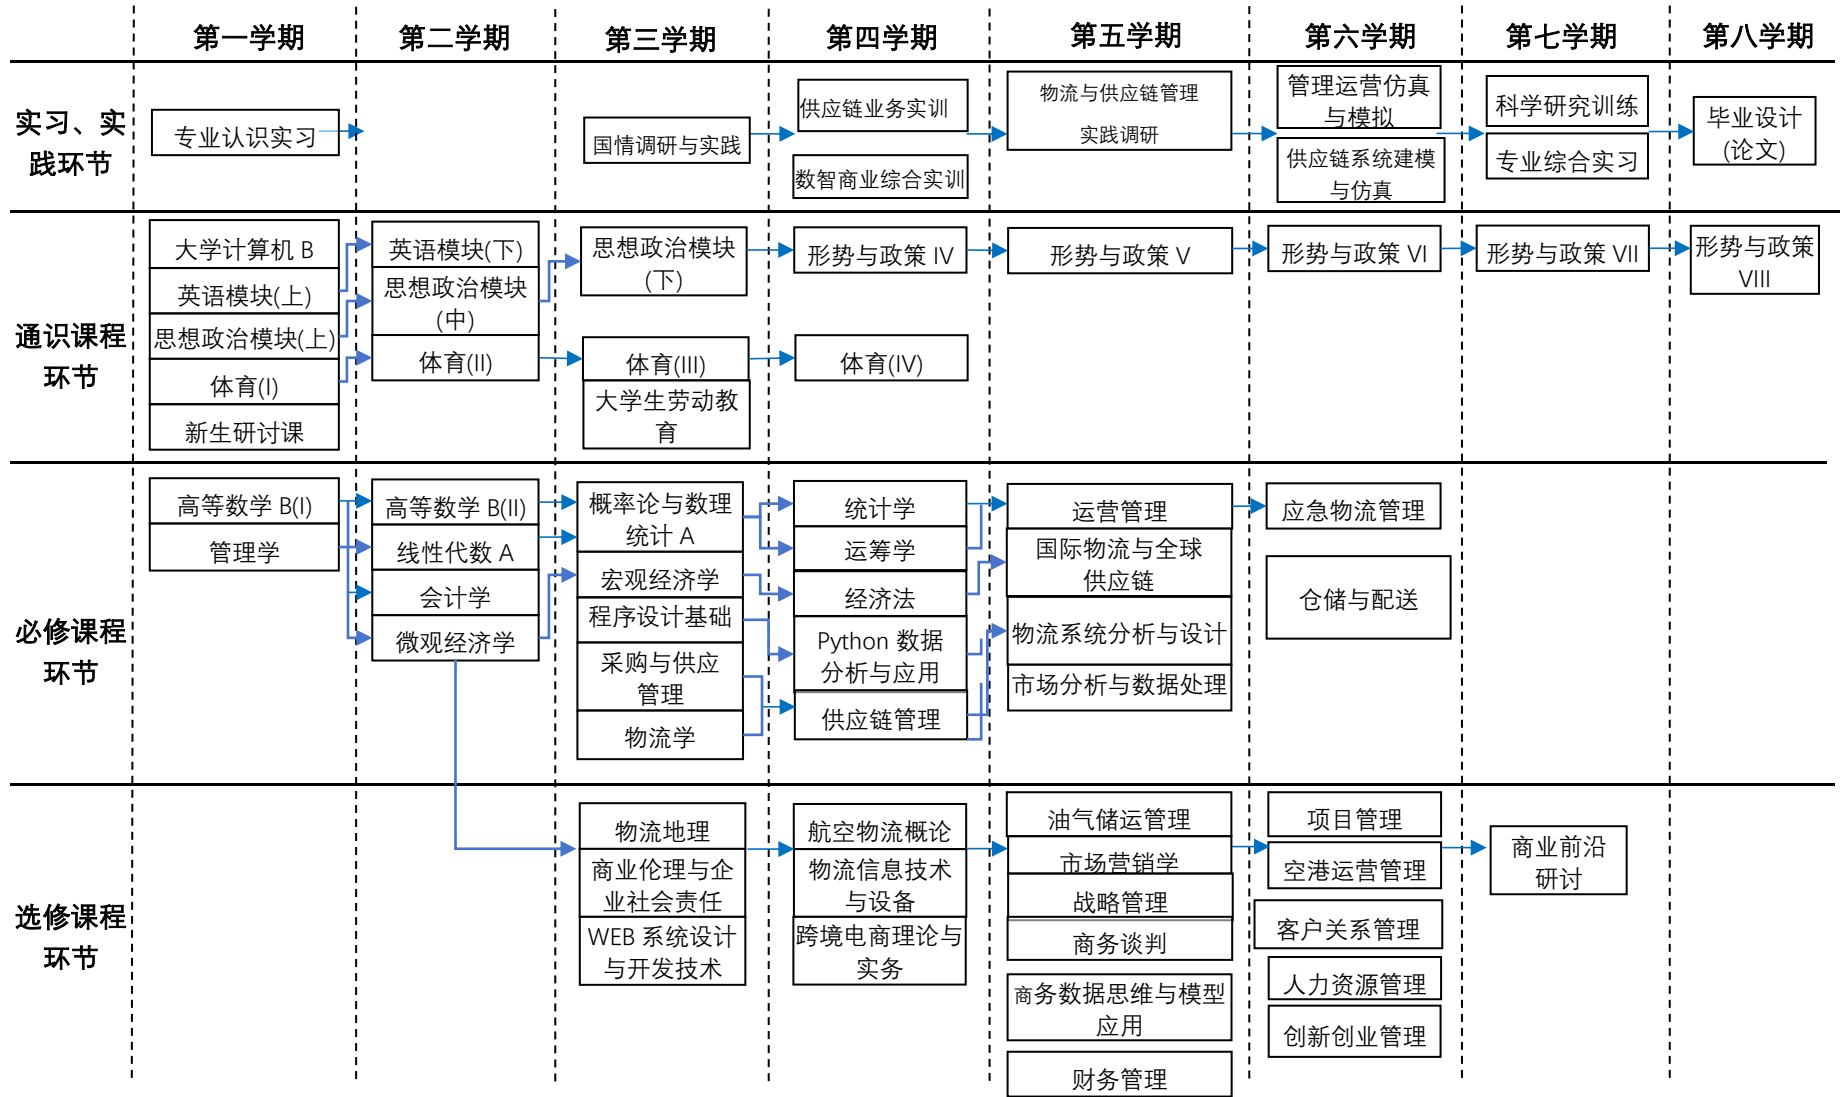 第一学期
第二学期
第三学期
第四学期
第五学期
第六学期
第七学期
第八学期
实习、实
践环节
专业认识实习
国情调研与实践
供应链业务实训
数智商业综合实训
物流与供应链管理
实践调研
管理运营仿真
与模拟
供应链系统建模
与仿真
科学研究训练
专业综合实习
毕业设计
(论文)
通识课程
环节
大学计算机 B
英语模块(上)
思想政治模块(上)
体育(I)
新生研讨课
英语模块(下)
思想政治模块
(中)
体育(II)
思想政治模块
(下)
体育(III)
大学生劳动教
育
形势与政策 IV
体育(IV)
形势与政策 V
形势与政策 VI
形势与政策 VII
形势与政策
VIII
必修课程
环节
高等数学 B(I)
管理学
高等数学 B(II)
线性代数 A
会计学
微观经济学
概率论与数理
统计 A
宏观经济学
程序设计基础
采购与供应
管理
物流学
统计学
运筹学
经济法
Python 数据
分析与应用
供应链管理
运营管理
国际物流与全球
供应链
物流系统分析与设计
市场分析与数据处理
应急物流管理
仓储与配送
选修课程
环节
物流地理
商业伦理与企
业社会责任
WEB 系统设计
与开发技术
航空物流概论
物流信息技术
与设备
跨境电商理论与
实务
油气储运管理
市场营销学
战略管理
商务谈判
商务数据思维与模型
应用
财务管理
项目管理
空港运营管理
客户关系管理
人力资源管理
创新创业管理
商业前沿
研讨